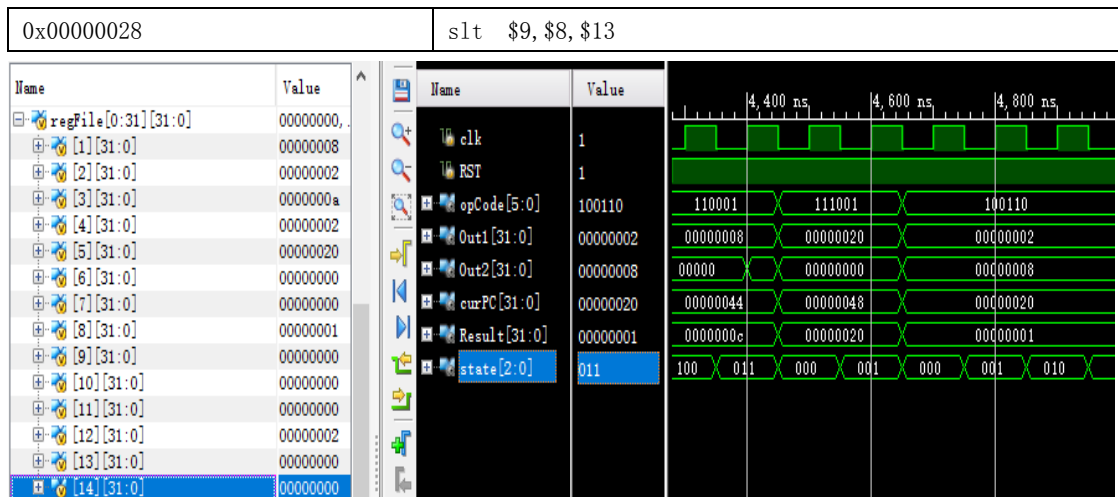 0x00000028 slt $9,$8,$13
Name Value
regFile[0:31][31:0] 00000000,.
[1][31:0] 00000008
[2][31:0] 00000002
[3][31:0] 0000000a
[4][31:0] 00000002
[5][31:0] 00000020
[6][31:0] 00000000
[7][31:0] 00000000
[8][31:0] 00000001
[9][31:0] 00000000
[10][31:0] 00000000
[11][31:0] 00000000
[12][31:0] 00000002
[13][31:0] 00000000
[14][31:0] 00000000
Name Value
clk 1
RST 1
opCode[5:0] 100110
Out1[31:0] 00000002
Out2[31:0] 00000008
curPC[31:0] 00000020
Result[31:0] 00000001
state[2:0] 011
4,400 ns 4,600 ns 4,800 ns
110001 111001 100110
00000008 00000020 00000002
00000 00000000 00000008
00000044 00000048 00000020
0000000c 00000020 00000001
100 011 000 001 000 001 010